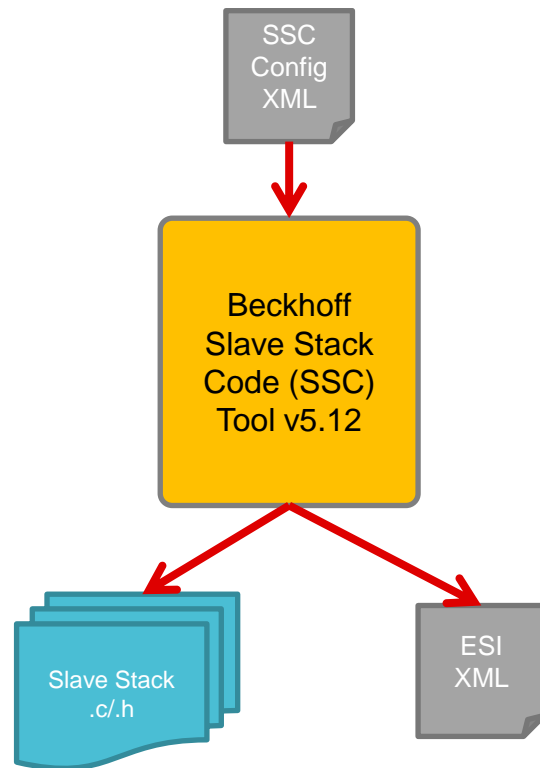 SSC
Config
XML
Beckhoff
Slave Stack
Code (SSC)
Tool v5.12
Slave Stack
.c/.h
ESI
XML